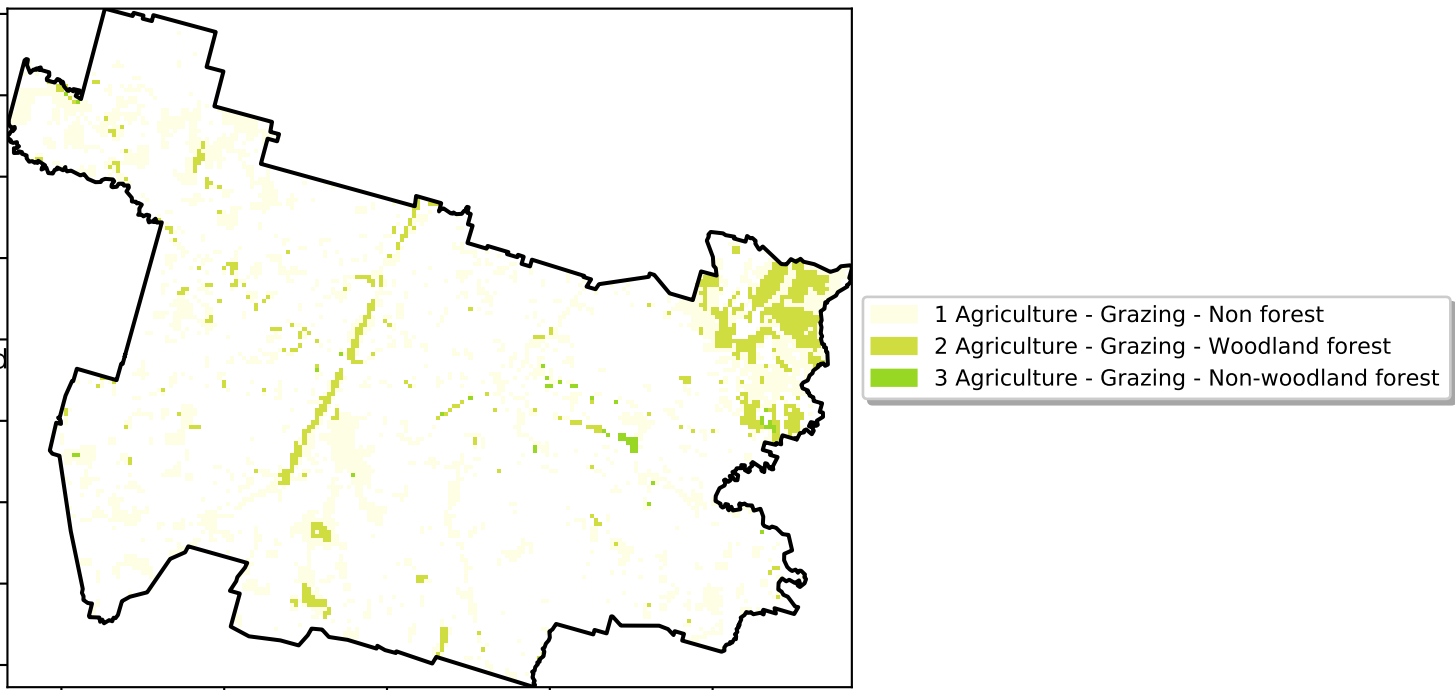 1 Agriculture - Grazing - Non forest
2 Agriculture - Grazing - Woodland forest
3 Agriculture - Grazing - Non-woodland forest